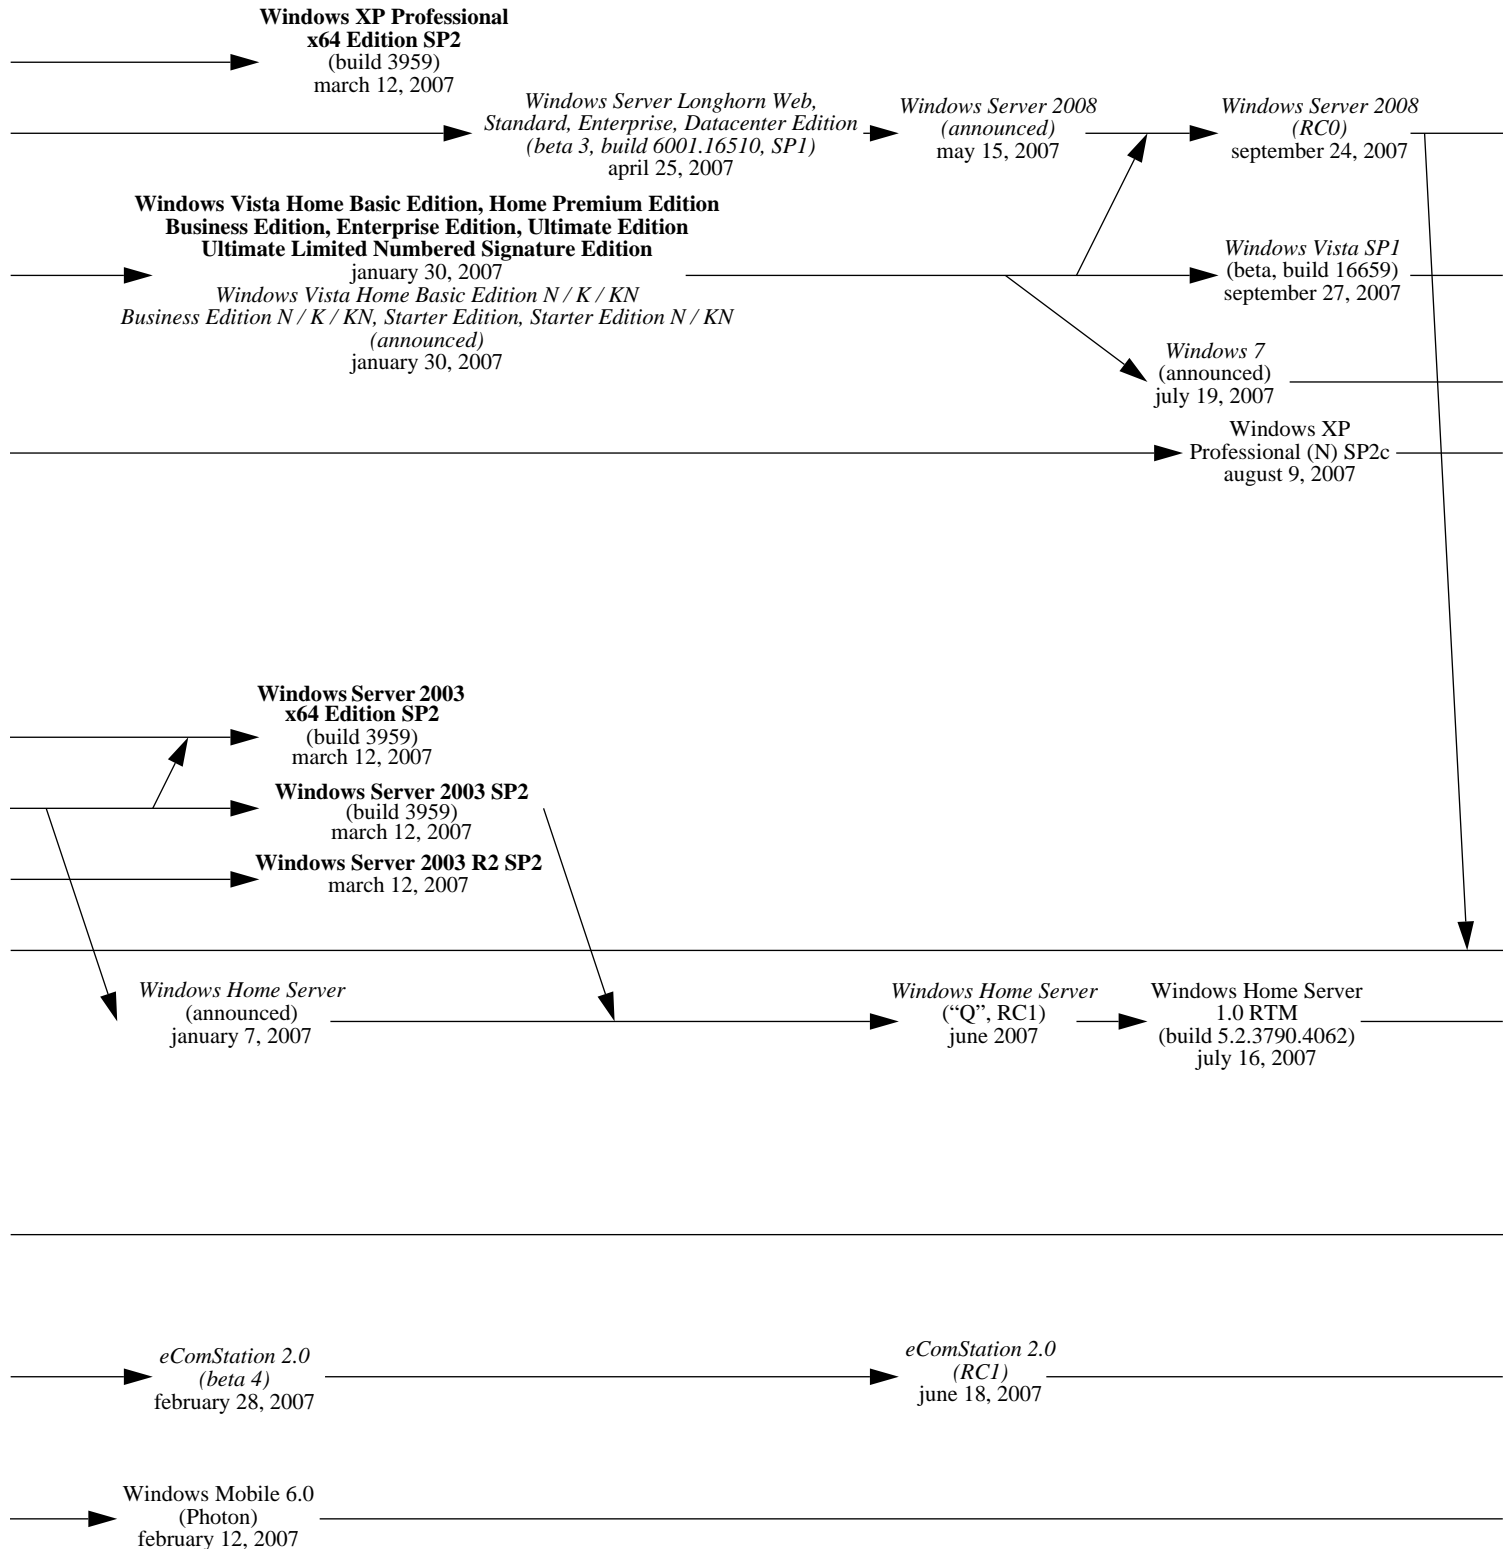 Windows XP Professional
x64 Edition SP2
(build 3959)
march 12, 2007
Windows Server Longhorn Web,
Standard, Enterprise, Datacenter Edition
(beta 3, build 6001.16510, SP1)
april 25, 2007
Windows Server 2008
(announced)
may 15, 2007
Windows Server 2008
(RC0)
september 24, 2007
Windows Vista Home Basic Edition, Home Premium Edition
Business Edition, Enterprise Edition, Ultimate Edition
Ultimate Limited Numbered Signature Edition
january 30, 2007
Windows Vista Home Basic Edition N / K / KN
Business Edition N / K / KN, Starter Edition, Starter Edition N / KN
(announced)
january 30, 2007
Windows Vista SP1
(beta, build 16659)
september 27, 2007
Windows 7
(announced)
july 19, 2007
Windows XP
Professional (N) SP2c
august 9, 2007
Windows Server 2003
x64 Edition SP2
(build 3959)
march 12, 2007
Windows Server 2003 SP2
(build 3959)
march 12, 2007
Windows Server 2003 R2 SP2
march 12, 2007
Windows Home Server
(announced)
january 7, 2007
Windows Home Server
(“Q”, RC1)
june 2007
Windows Home Server
1.0 RTM
(build 5.2.3790.4062)
july 16, 2007
eComStation 2.0
(beta 4)
february 28, 2007
eComStation 2.0
(RC1)
june 18, 2007
Windows Mobile 6.0
(Photon)
february 12, 2007